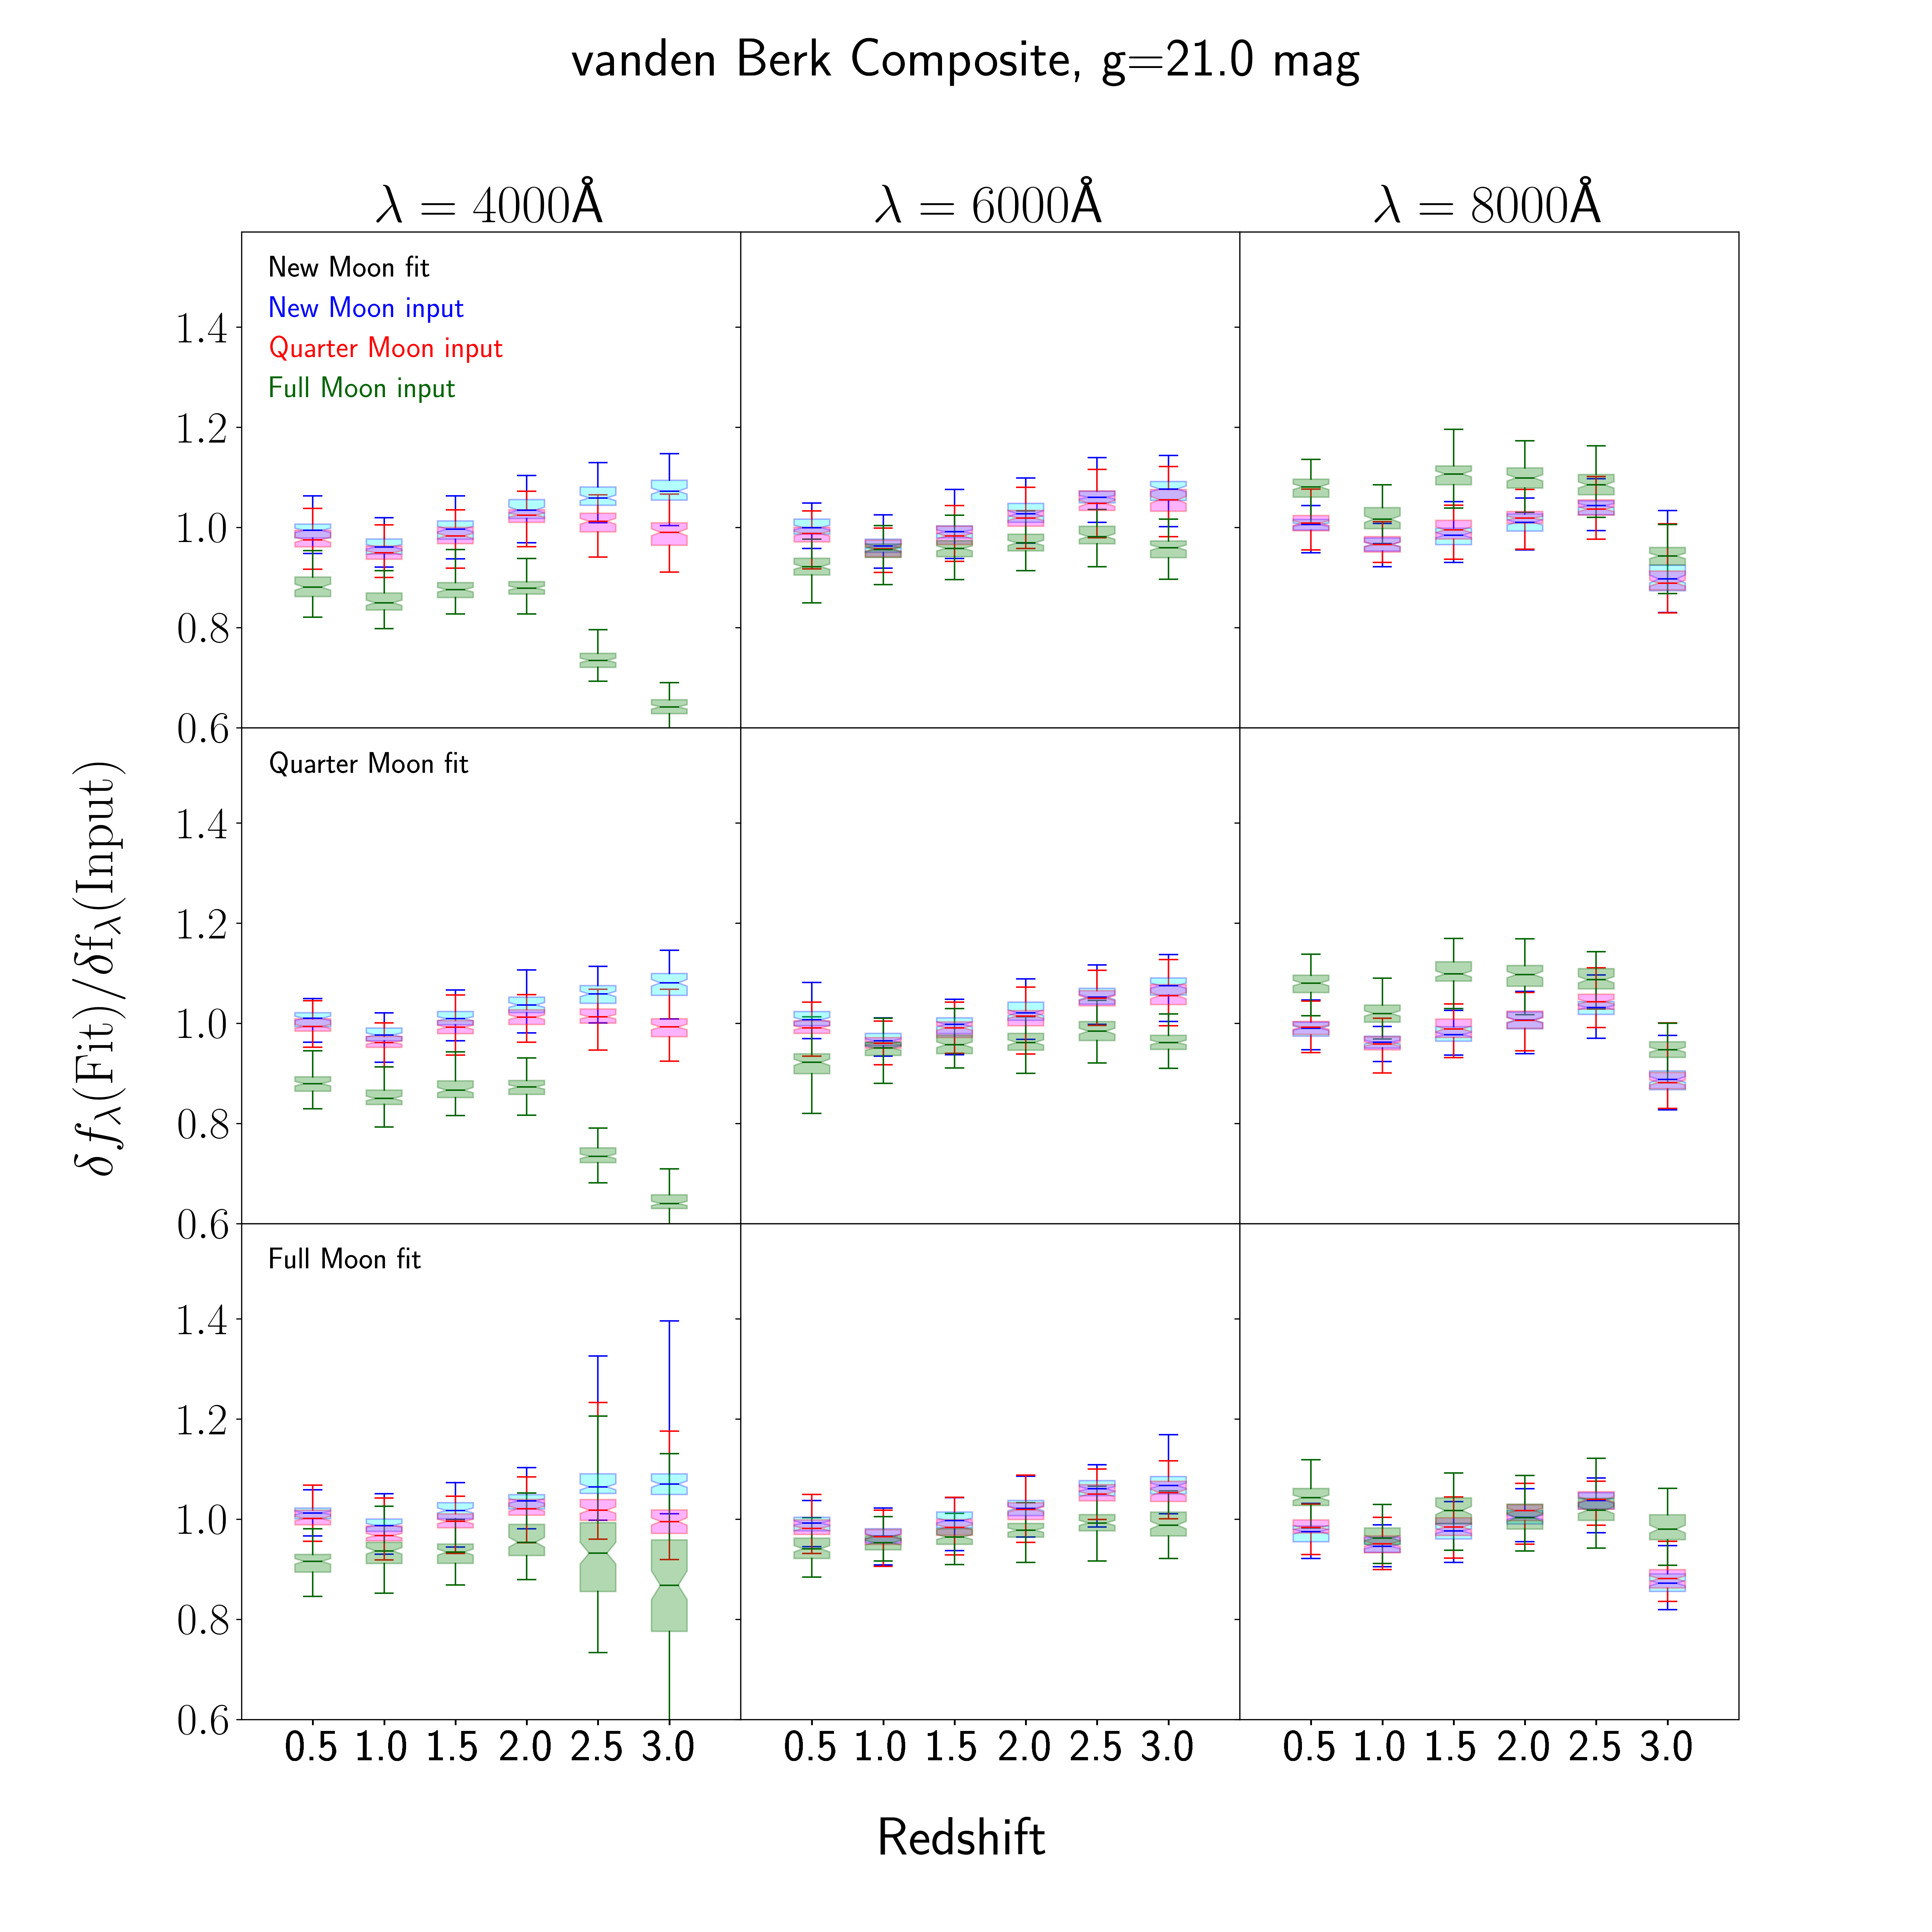 vanden Berk Composite, g=21.0 mag
λ = 4000Å
λ = 6000Å
λ = 8000Å
New Moon fit
New Moon input
Quarter Moon input
Full Moon input
1.4
1.2
1.0
0.8
0.6
Quarter Moon fit
1.4
1.2
1.0
0.8
0.6
Full Moon fit
1.4
1.2
1.0
0.8
0.6
δfλ(Fit)/δfλ(Input)
0.5 1.0 1.5 2.0 2.5 3.0
0.5 1.0 1.5 2.0 2.5 3.0
0.5 1.0 1.5 2.0 2.5 3.0
Redshift